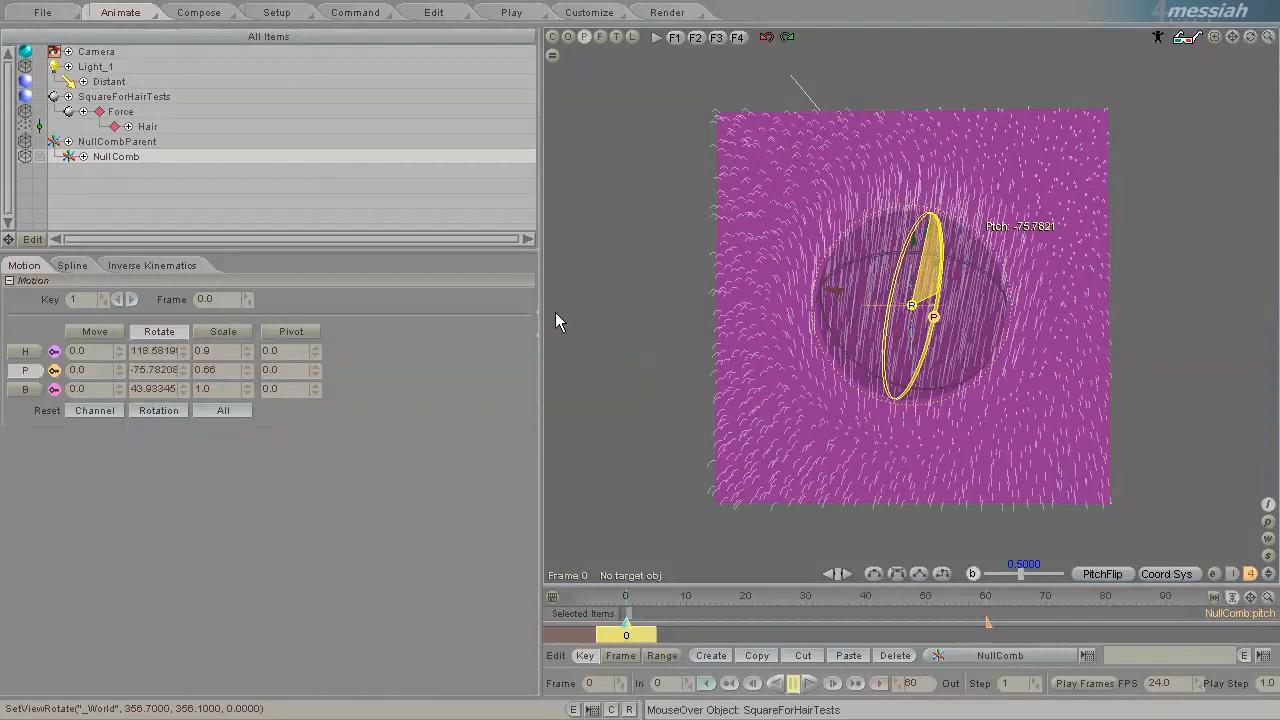 File Animate Compose Setup Command Edit Play Customize Render 4messiah
All Items
C O P F T L F1 F2 F3 F4
Camera
Light_1
Distant
SquareForHairTests
Force
Hair
NullCombParent
NullComb
Ptch: -75.7821
R
P
Edit
Motion Spline Inverse Kinematics
Motion
Key 1 Frame 0.0
Move Rotate Scale Pivot
H 0.0 118.5819 0.9 0.0
P 0.0 -75.78208 0.66 0.0
B 0.0 43.93345 1.0 0.0
Reset Channel Rotation All
p
w
s
Frame 0 No target obj b 0.5000 PitchFlip Coord Sys e 4
0 10 20 30 40 50 60 70 80 90
Selected Items NullComb:pitch
0
Edit Key Frame Range Create Copy Cut Paste Delete NullComb E
Frame 0 In 0 60 Out Step 1 Play Frames FPS 24.0 Play Step 1.0
SetViewRotate("_World", 356.7000, 356.1000, 0.0000) E C R MouseOver Object: SquareForHairTests